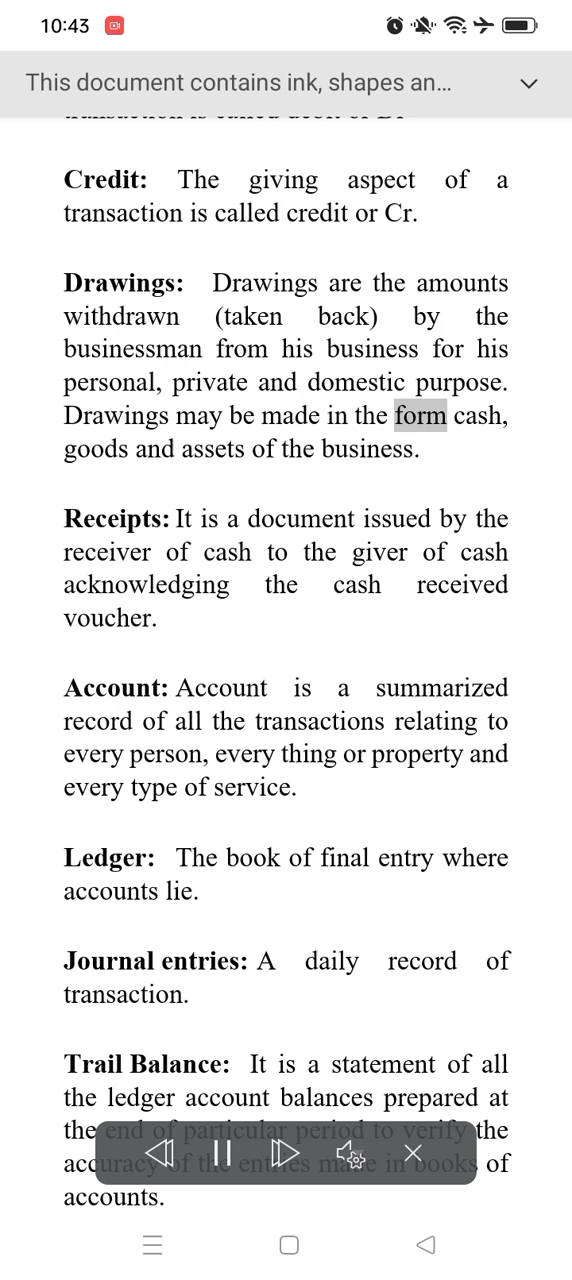 10:43
This document contains ink, shapes an...
transaction is called debit or Dr
Credit: The giving aspect of a
transaction is called credit or Cr.
Drawings: Drawings are the amounts
withdrawn (taken back) by the
businessman from his business for his
personal, private and domestic purpose.
Drawings may be made in the form cash,
goods and assets of the business.
Receipts: It is a document issued by the
receiver of cash to the giver of cash
acknowledging the cash received
voucher.
Account: Account is a summarized
record of all the transactions relating to
every person, every thing or property and
every type of service.
Ledger: The book of final entry where
accounts lie.
Journal entries: A daily record of
transaction.
Trail Balance: It is a statement of all
the ledger account balances prepared at
the end of particular period to verify the
accuracy of the entries made in books of
accounts.